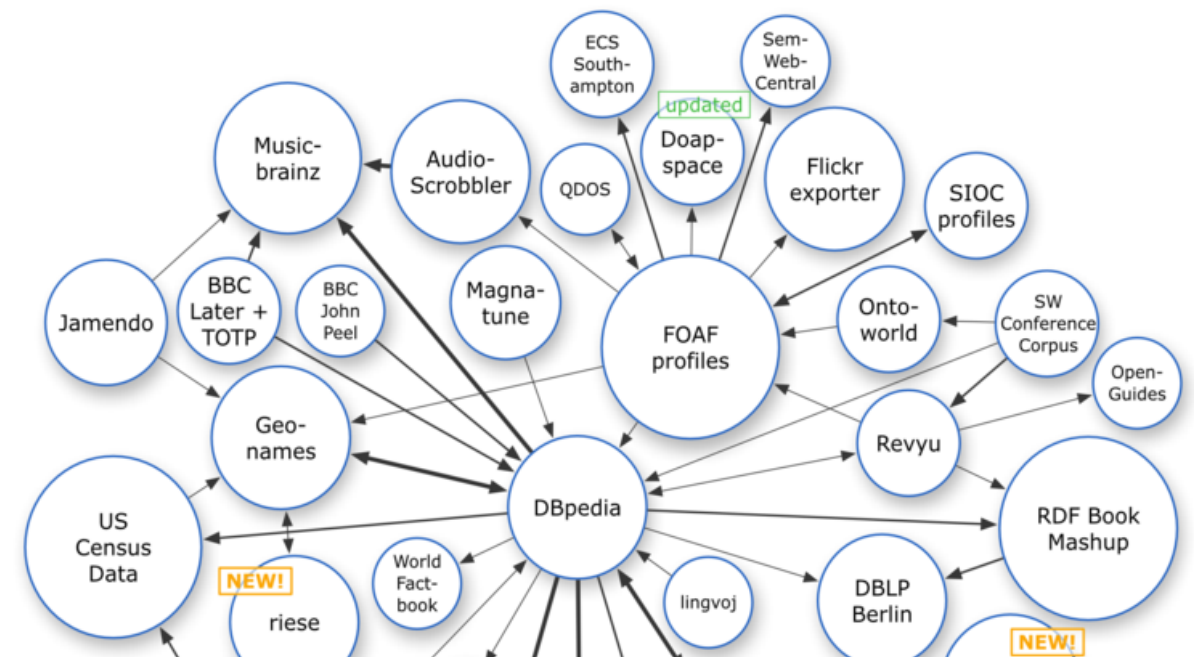 ECS
South-
ampton
Sem-
Web-
Central
updated
Doap-
space
Music-
brainz
Audio-
Scrobbler
QDOS
Flickr
exporter
SIOC
profiles
Jamendo
BBC
Later +
TOTP
BBC
John
Peel
Magna-
tune
FOAF
profiles
Onto-
world
SW
Conference
Corpus
Open-
Guides
Geo-
names
Revyu
DBpedia
US
Census
Data
RDF Book
Mashup
World
Fact-
book
NEW!
riese
lingvoj
DBLP
Berlin
NEW!